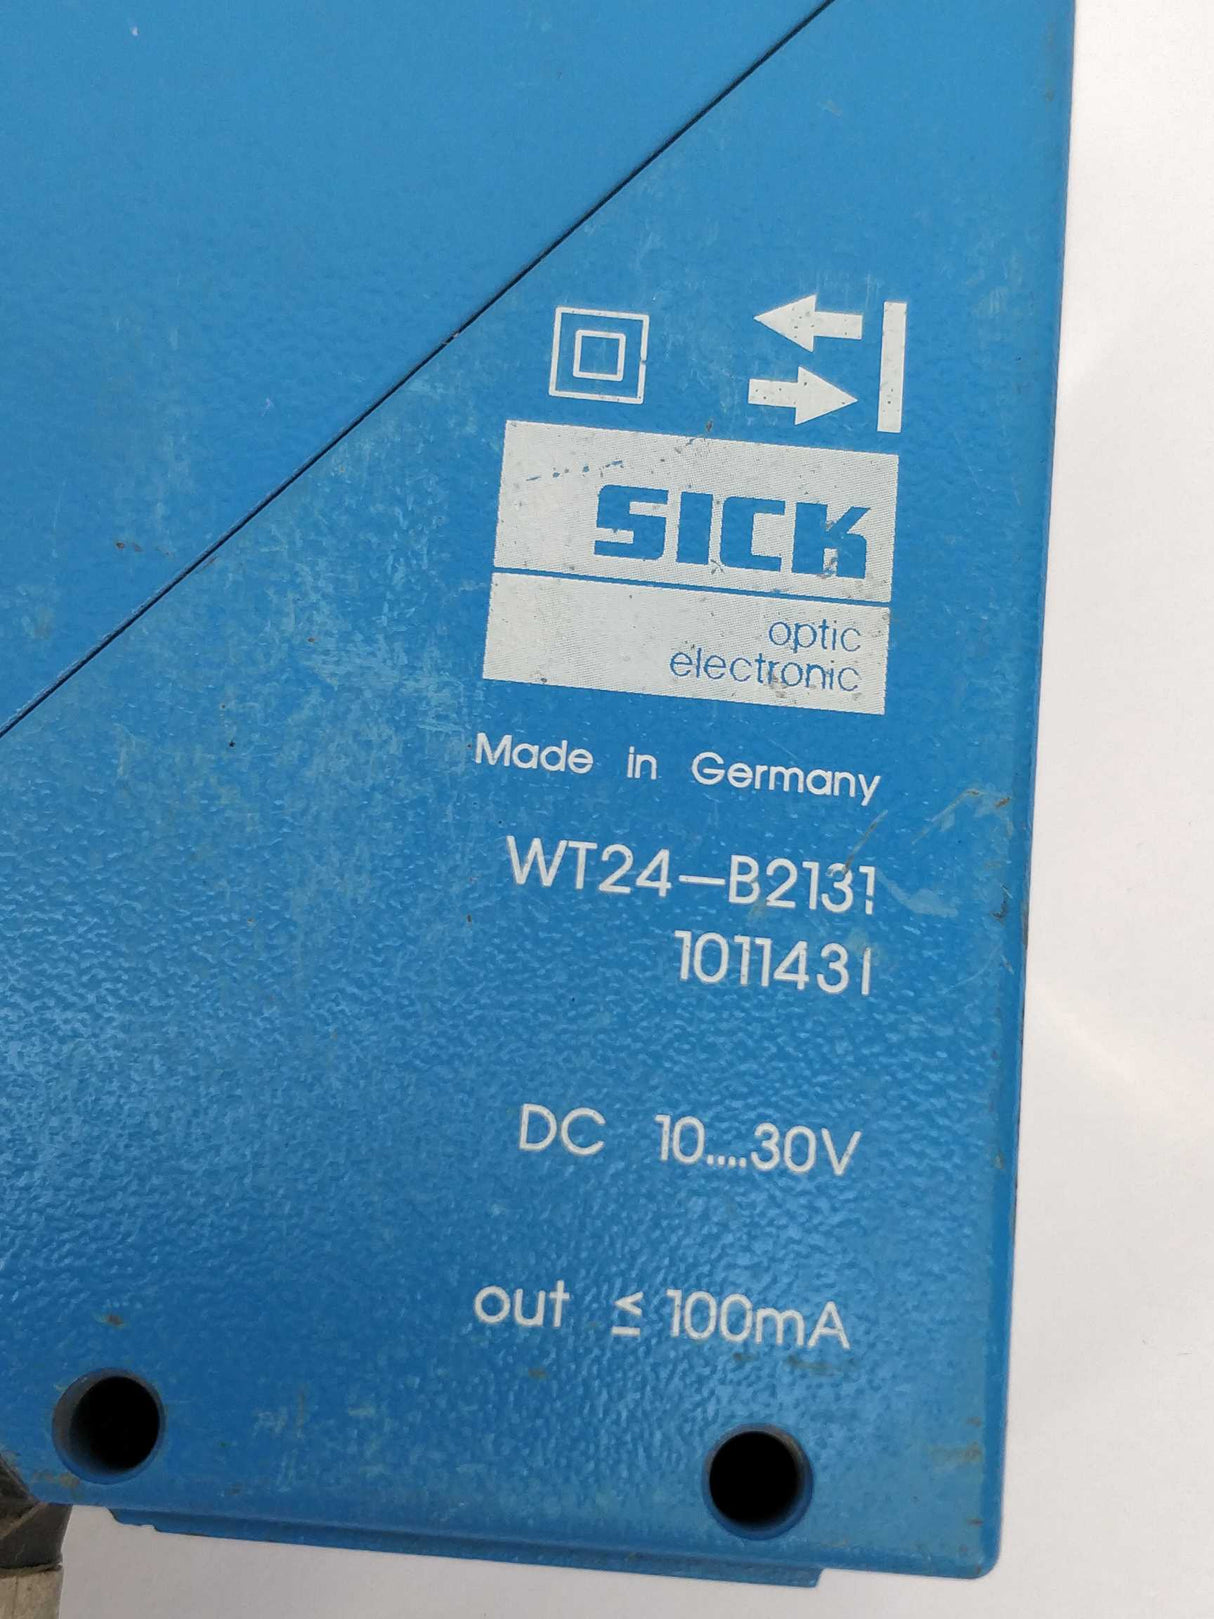 SICK
optic
electronic
Made in Germany
WT24-B2131
1011431
DC 10....30V
out ≤ 100mA